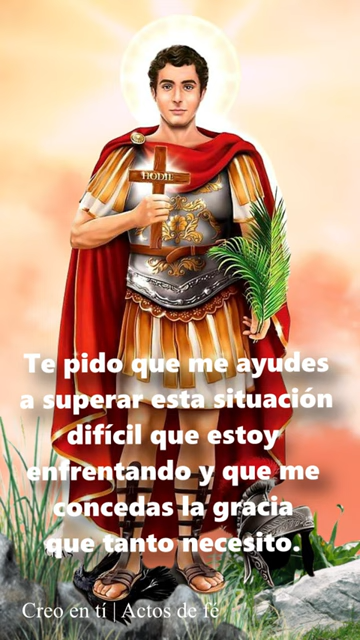 HODIE
Te pido que me ayudes
a superar esta situación
difícil que estoy
enfrentando y que me
concedas la gracia
que tanto necesito.
Creo en tí | Actos de fé